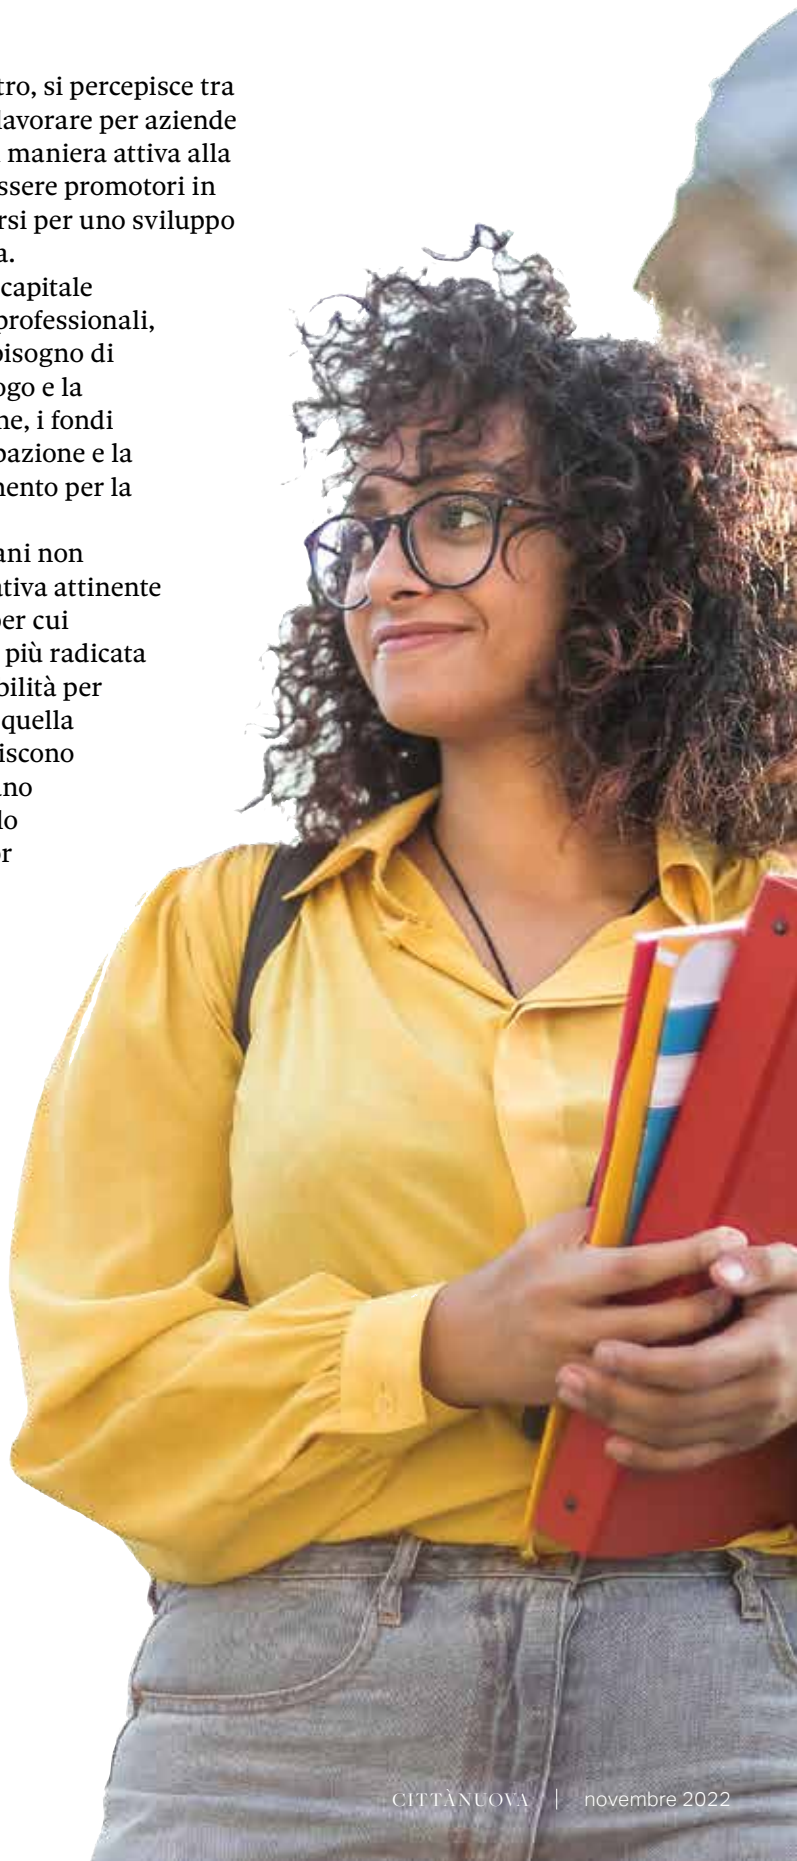 tro, si percepisce tra
lavorare per aziende
maniera attiva alla
ssere promotori in
rsi per uno sviluppo
a.
capitale
professionali,
bisogno di
ogo e la
ne, i fondi
pazione e la
mento per la
ani non
ativa attinente
per cui
più radicata
bilità per
quella
iscono
ano
lo
or
CITTÀNUOVA | novembre 2022